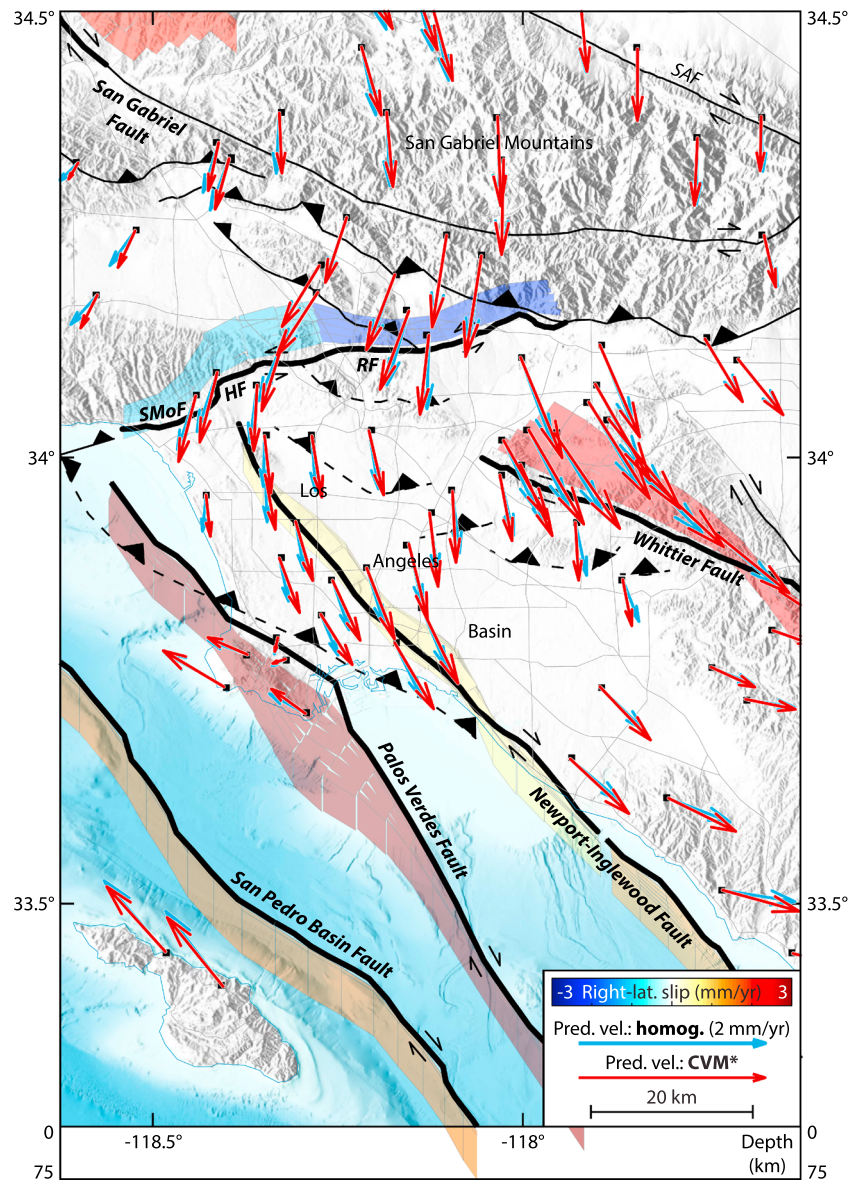 34.5°
34.5°
SAF
San Gabriel
Fault
San Gabriel Mountains
RF
HF
SMoF
34°
34°
Los
Whittier Fault
Angeles
Basin
Palos Verdes Fault
Newport-Inglewood Fault
San Pedro Basin Fault
33.5°
33.5°
-3 Right-lat. slip (mm/yr) 3
Pred. vel.: homog. (2 mm/yr)
Pred. vel.: CVM*
20 km
0
-118.5°
-118°
Depth
(km)
0
75
75